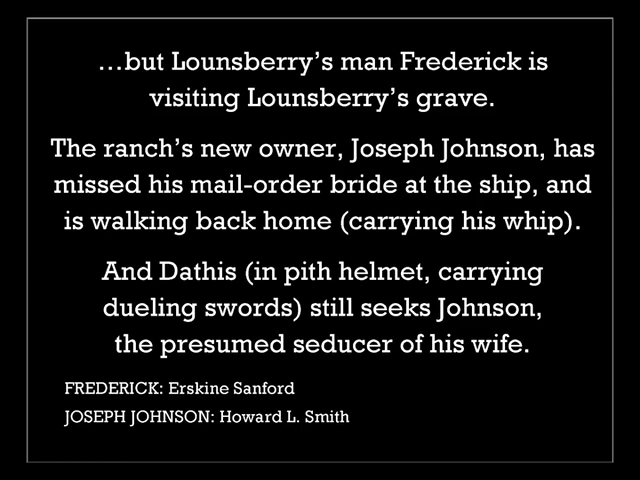 …but Lounsberry’s man Frederick is
visiting Lounsberry’s grave.
The ranch’s new owner, Joseph Johnson, has
missed his mail-order bride at the ship, and
is walking back home (carrying his whip).
And Dathis (in pith helmet, carrying
dueling swords) still seeks Johnson,
the presumed seducer of his wife.
FREDERICK: Erskine Sanford
JOSEPH JOHNSON: Howard L. Smith